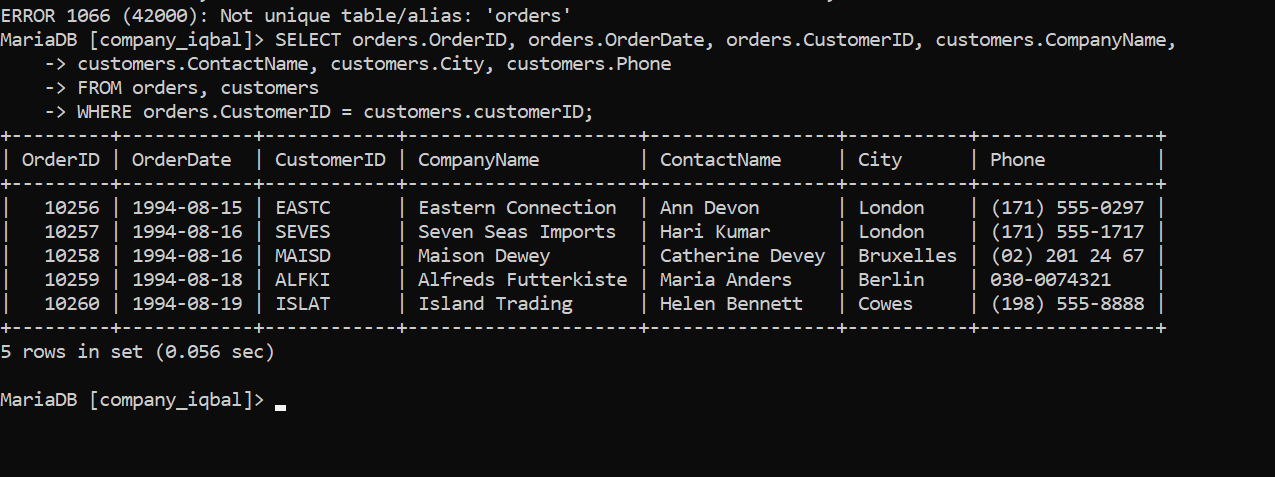 ERROR 1066 (42000): Not unique table/alias: 'orders'
MariaDB [company_iqbal]> SELECT orders.OrderID, orders.OrderDate, orders.CustomerID, customers.CompanyName,
    -> customers.ContactName, customers.City, customers.Phone
    -> FROM orders, customers
    -> WHERE orders.CustomerID = customers.customerID;
+---------+------------+------------+---------------------+-----------------+-----------+----------------+
| OrderID | OrderDate  | CustomerID | CompanyName         | ContactName     | City      | Phone          |
+---------+------------+------------+---------------------+-----------------+-----------+----------------+
|   10256 | 1994-08-15 | EASTC      | Eastern Connection  | Ann Devon       | London    | (171) 555-0297 |
|   10257 | 1994-08-16 | SEVES      | Seven Seas Imports  | Hari Kumar      | London    | (171) 555-1717 |
|   10258 | 1994-08-16 | MAISD      | Maison Dewey        | Catherine Devey | Bruxelles | (02) 201 24 67 |
|   10259 | 1994-08-18 | ALFKI      | Alfreds Futterkiste | Maria Anders    | Berlin    | 030-0074321    |
|   10260 | 1994-08-19 | ISLAT      | Island Trading      | Helen Bennett   | Cowes     | (198) 555-8888 |
+---------+------------+------------+---------------------+-----------------+-----------+----------------+
5 rows in set (0.056 sec)
MariaDB [company_iqbal]>